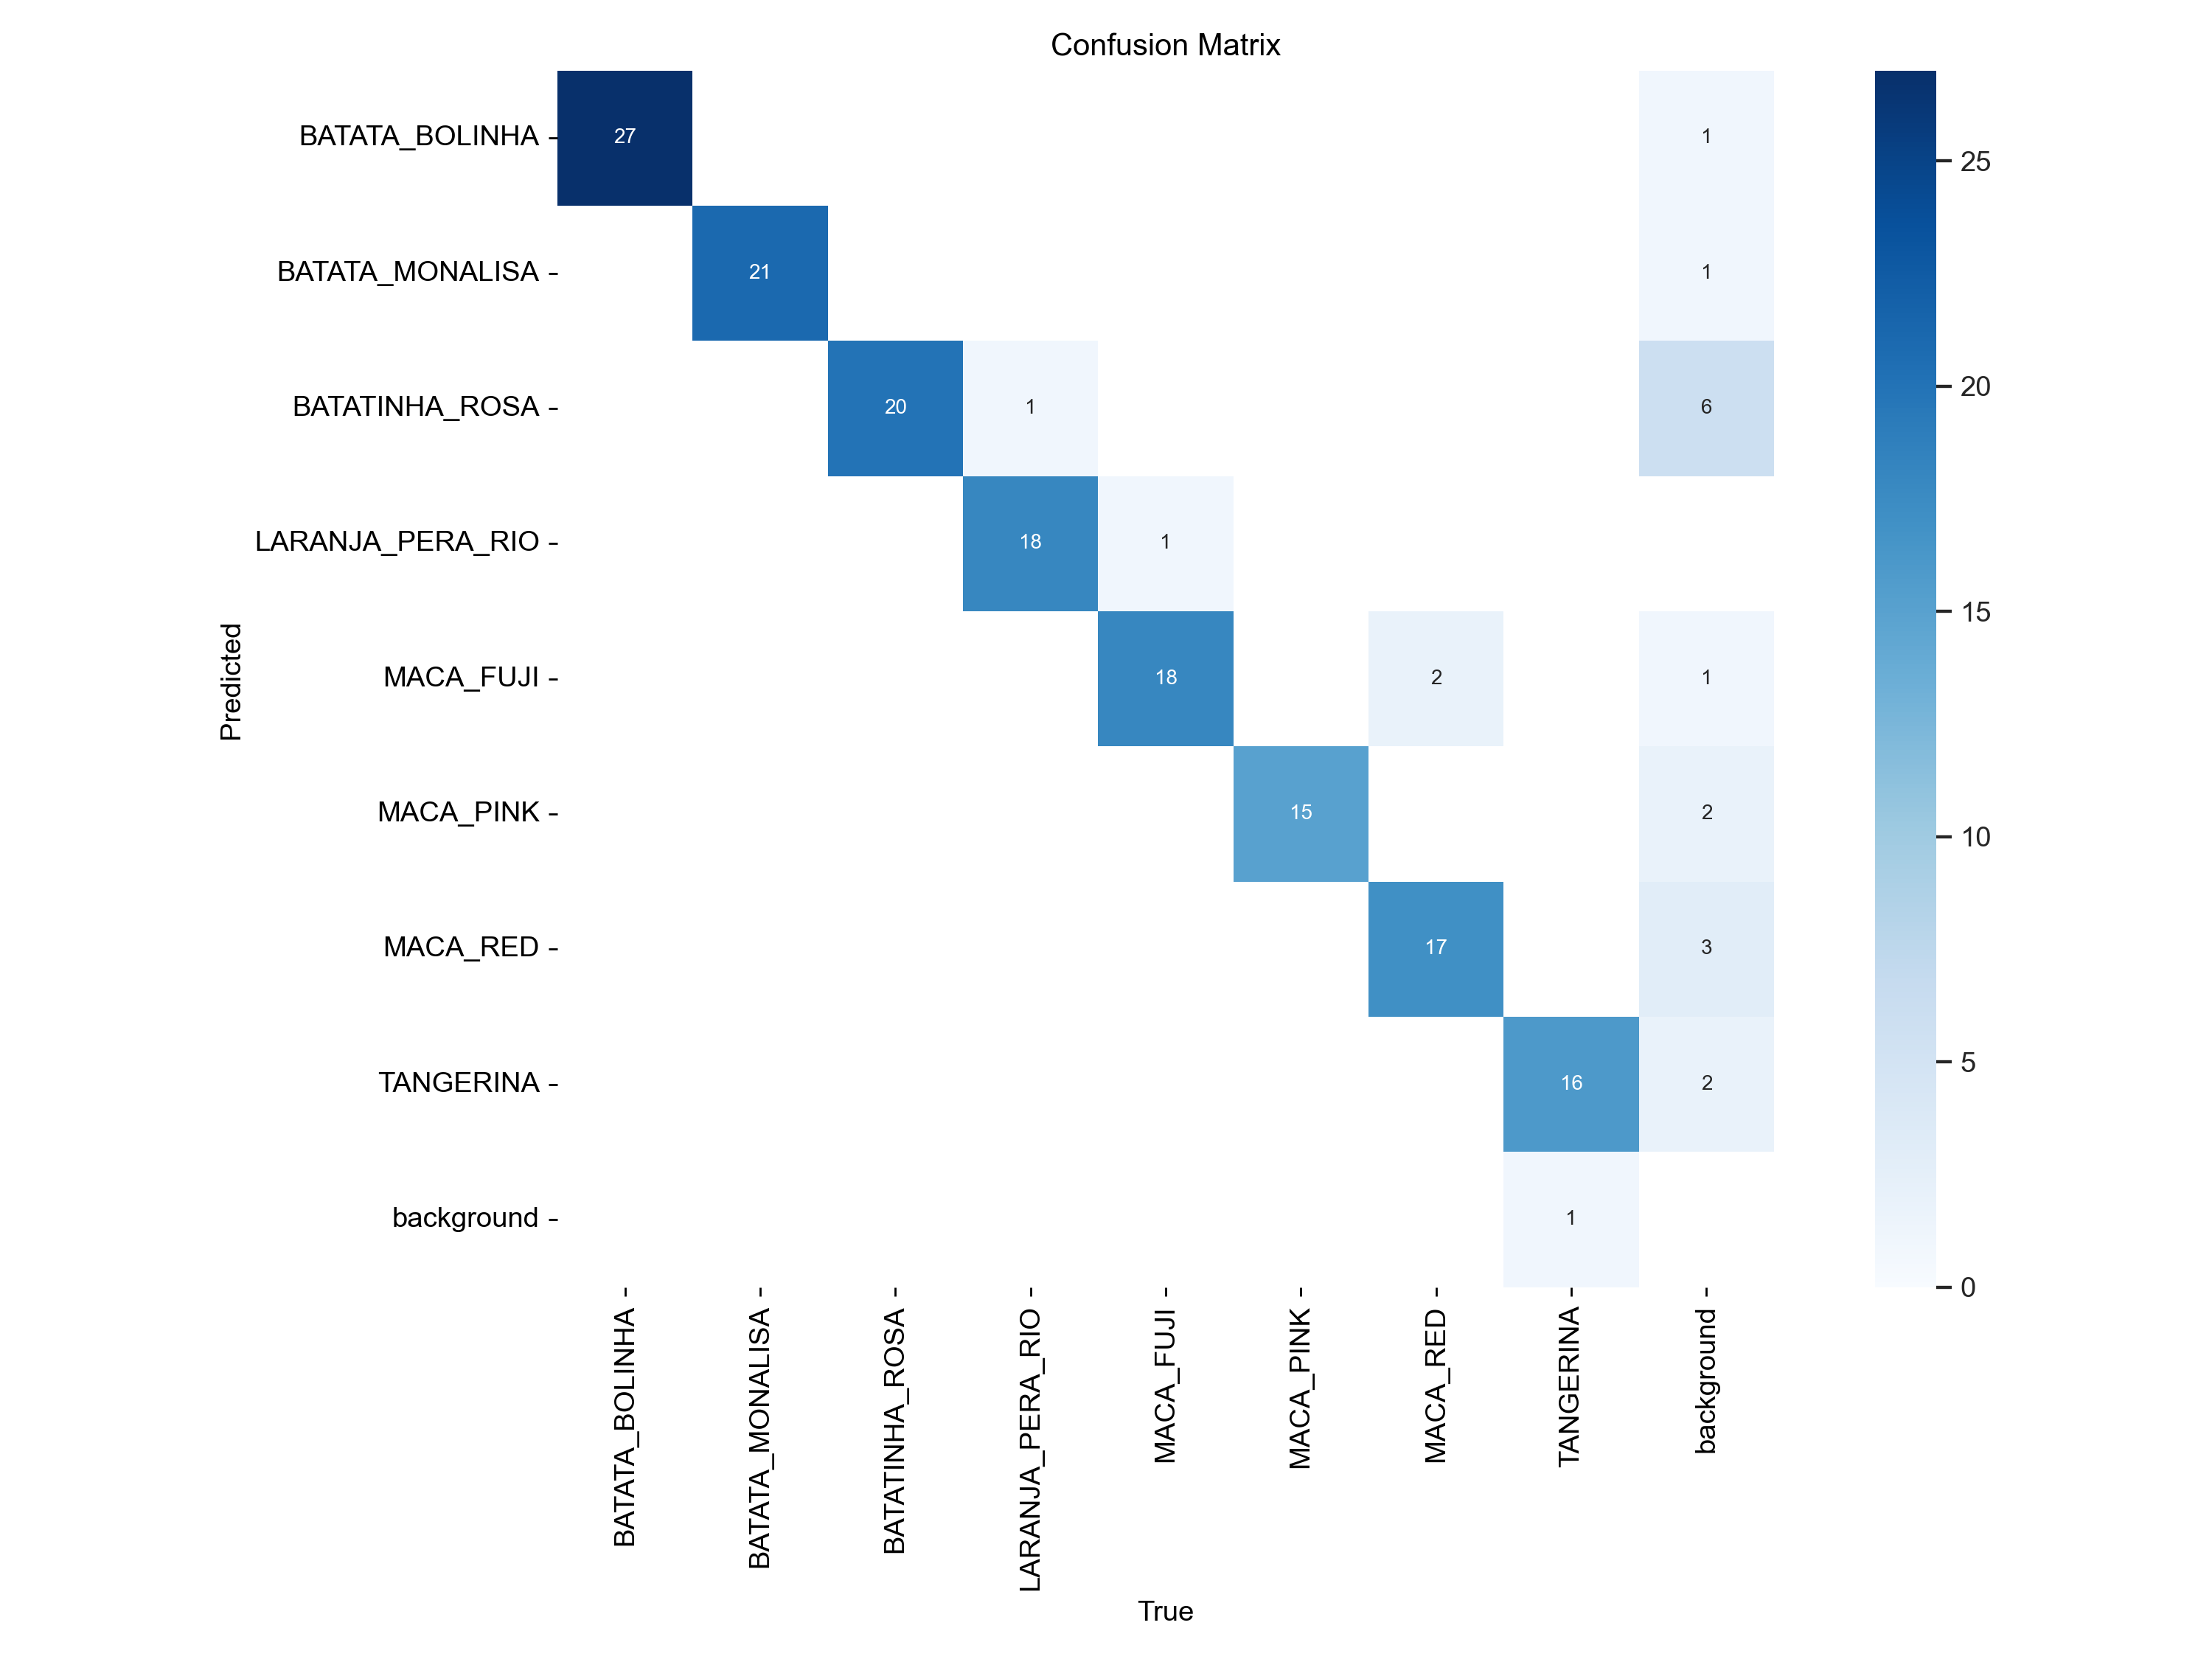 Confusion Matrix
BATATA_BOLINHA
27
1
BATATA_MONALISA
21
1
BATATINHA_ROSA
20
1
6
LARANJA_PERA_RIO
18
1
MACA_FUJI
18
2
1
MACA_PINK
15
2
MACA_RED
17
3
TANGERINA
16
2
background
1
Predicted
BATATA_BOLINHA
BATATA_MONALISA
BATATINHA_ROSA
LARANJA_PERA_RIO
MACA_FUJI
MACA_PINK
MACA_RED
TANGERINA
background
True
25
20
15
10
5
0